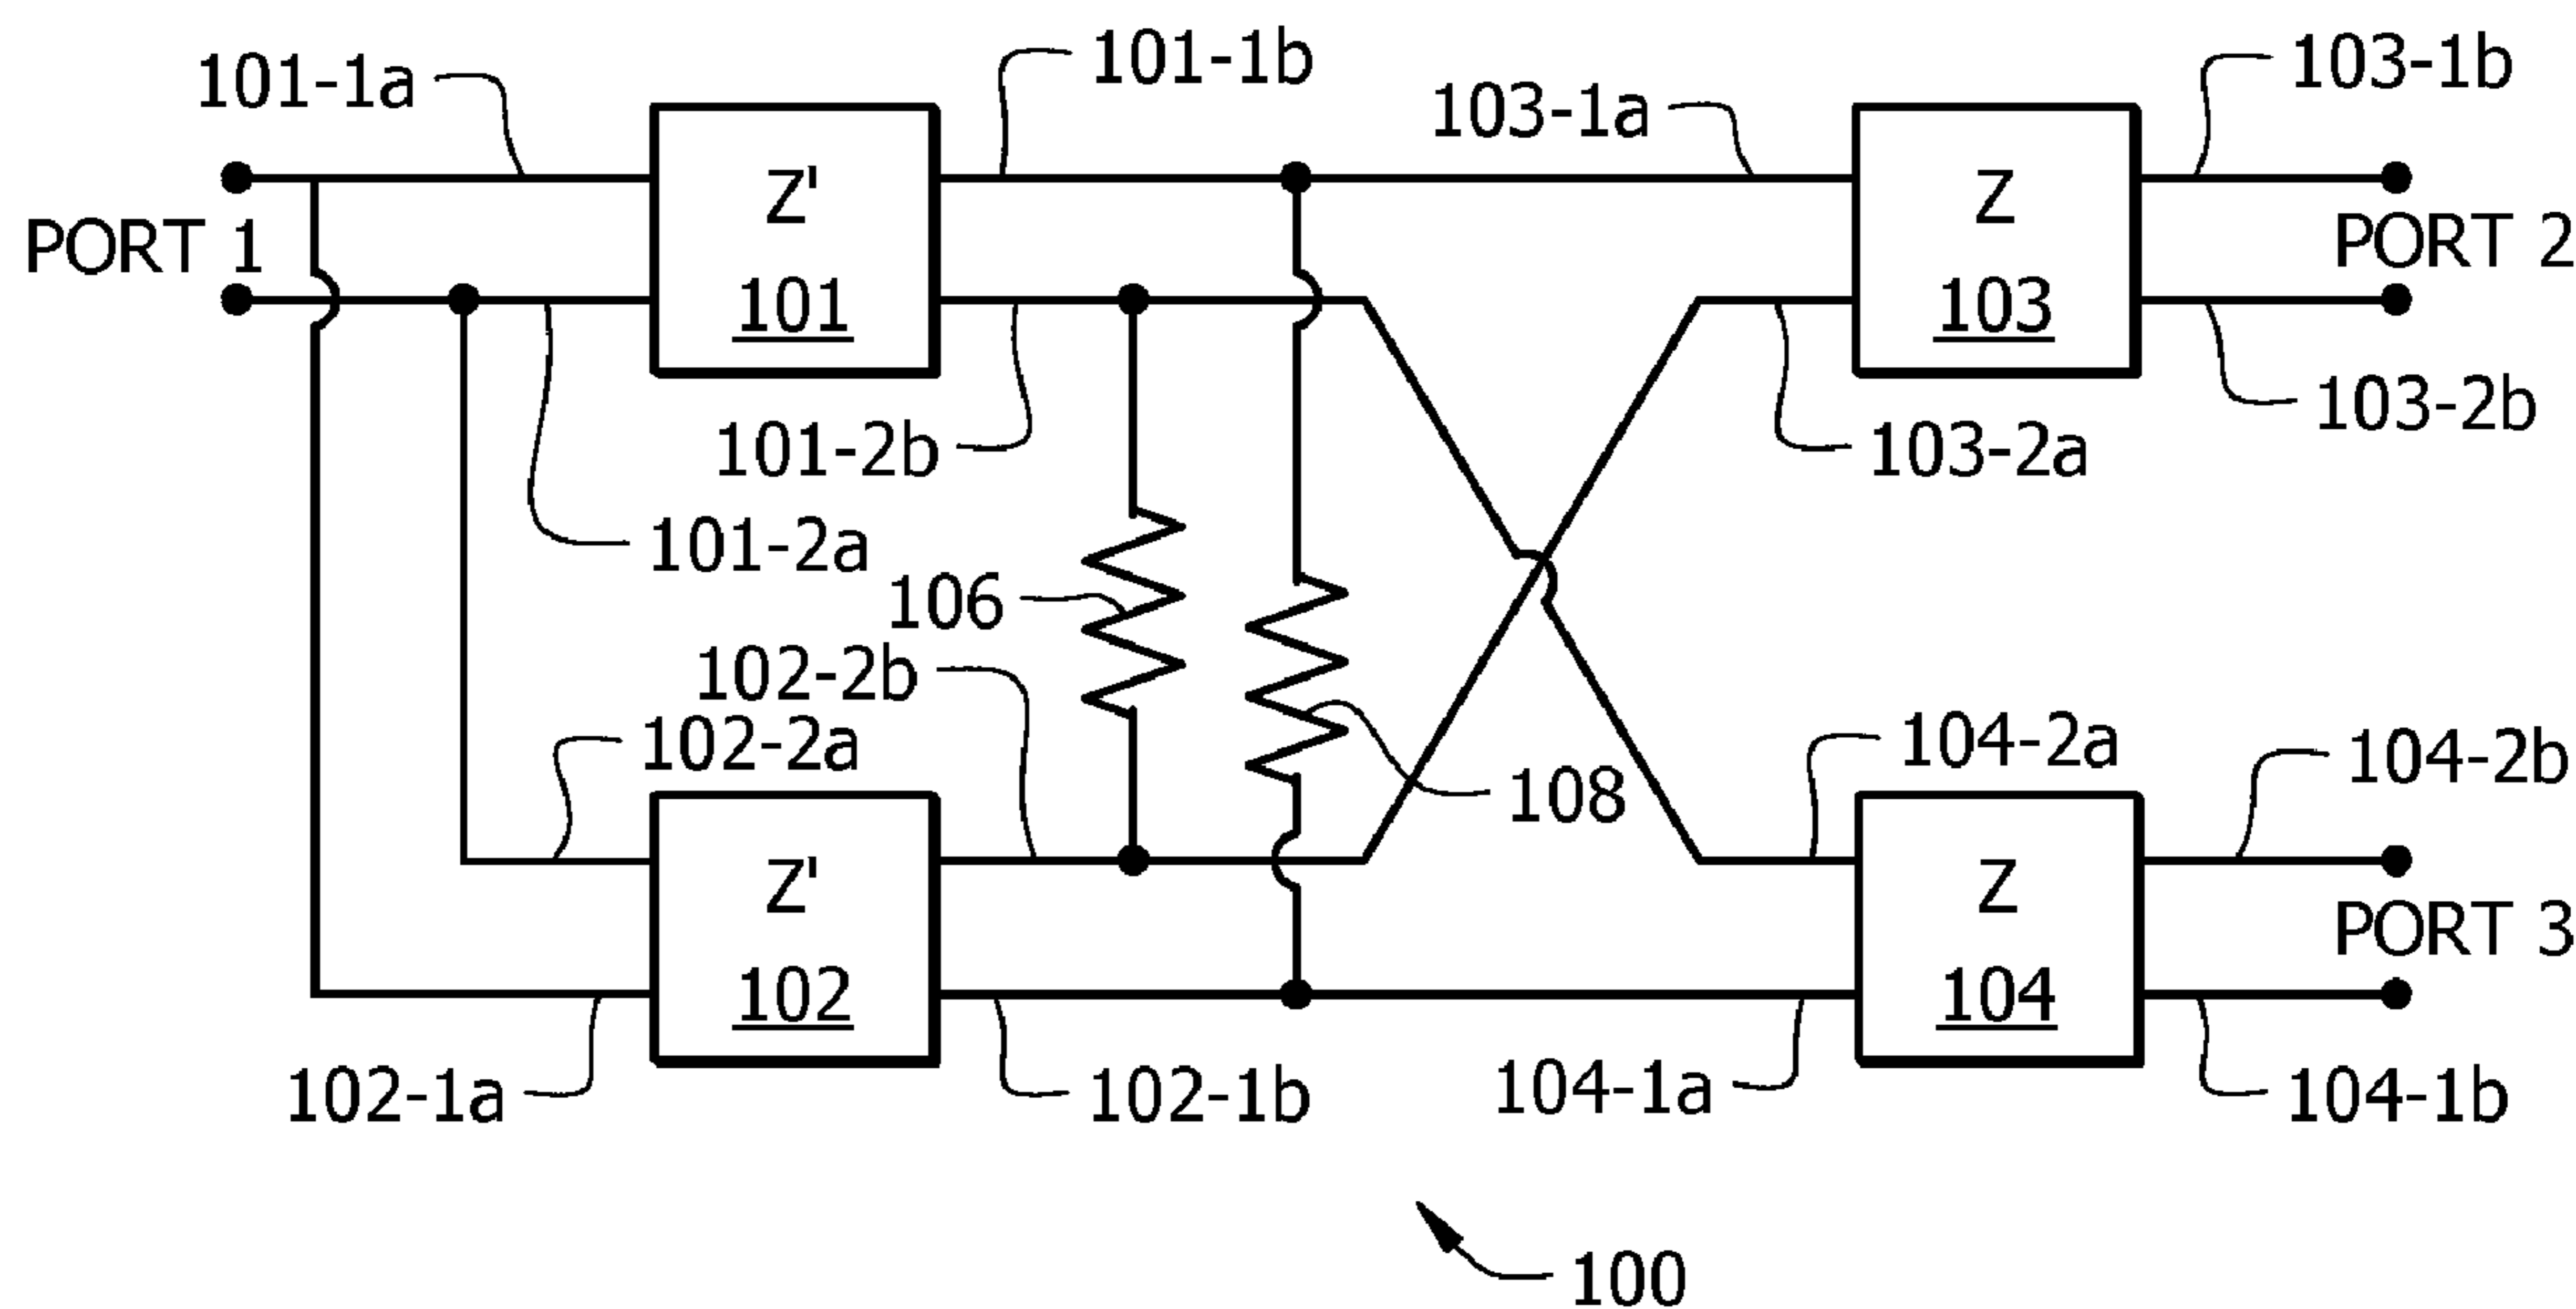 101-1a
101-1b
103-1a
103-1b
PORT 1
Z'
101
Z
103
PORT 2
101-2b
103-2a
103-2b
101-2a
106
102-2b
102-2a
108
104-2a
104-2b
Z'
102
Z
104
PORT 3
102-1a
102-1b
104-1a
104-1b
100